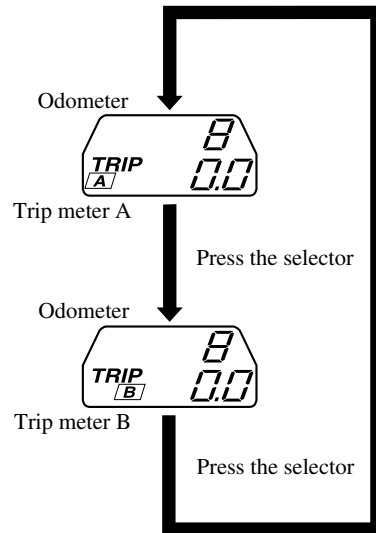 Odometer
8
TRIP
A 0.0
Trip meter A
Press the selector
Odometer
8
TRIP
B 0.0
Trip meter B
Press the selector